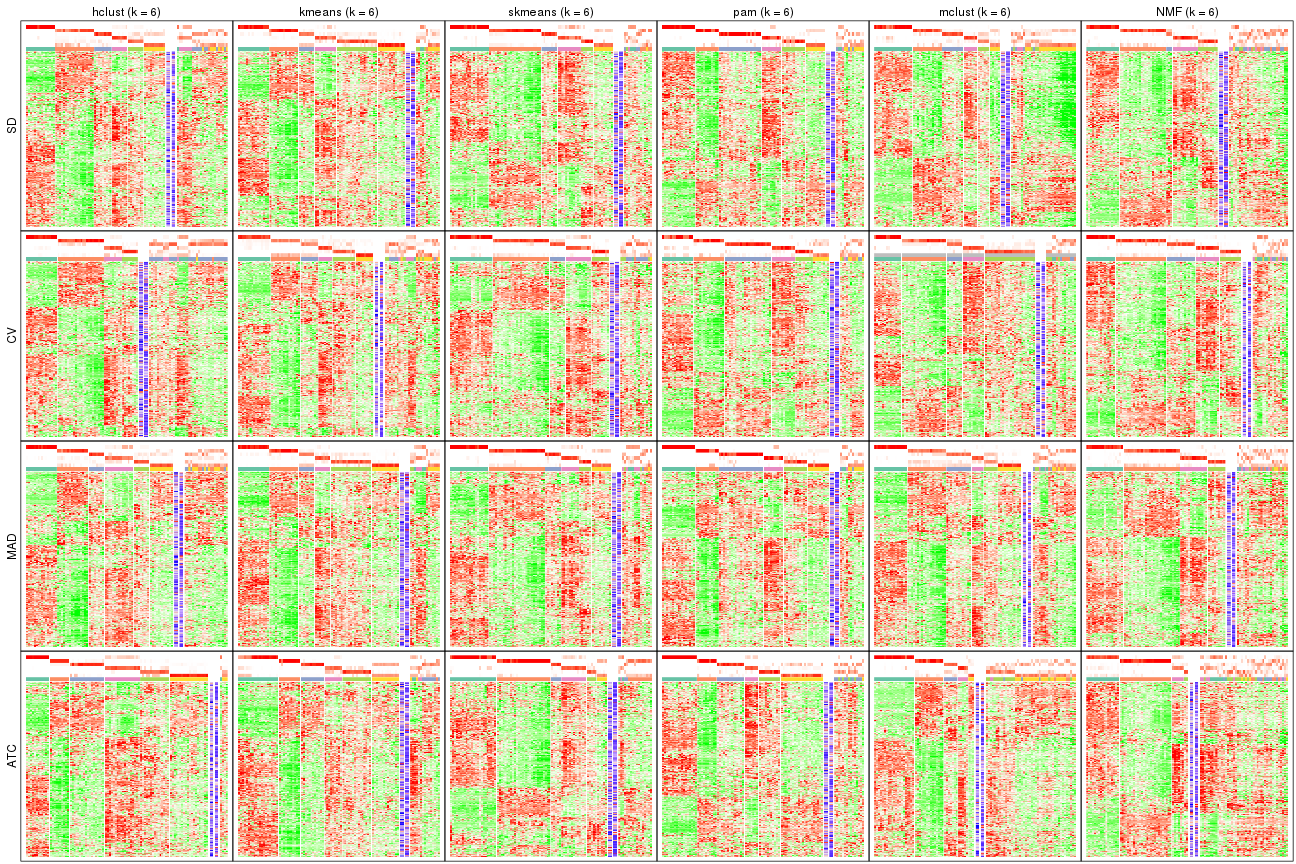 hclust (k = 6) kmeans (k = 6) skmeans (k = 6) pam (k = 6) mclust (k = 6) NMF (k = 6)
SD
CV
MAD
ATC